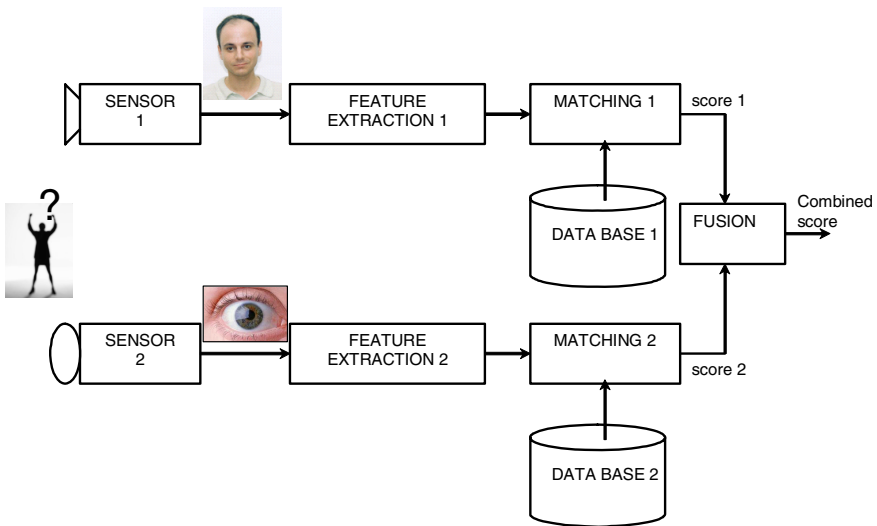 SENSOR
1
FEATURE
EXTRACTION 1
MATCHING 1
score 1
DATA BASE 1
?
FUSION
Combined
score
SENSOR
2
FEATURE
EXTRACTION 2
MATCHING 2
score 2
DATA BASE 2